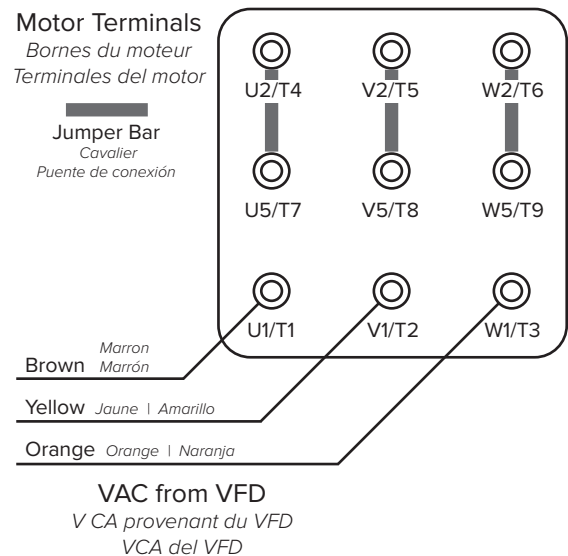 Motor Terminals
Bornes du moteur
Terminales del motor
Jumper Bar
Cavalier
Puente de conexión
U2/T4 V2/T5 W2/T6
U5/T7 V5/T8 W5/T9
U1/T1 V1/T2 W1/T3
Marron
Brown Marrón
Yellow Jaune | Amarillo
Orange Orange | Naranja
VAC from VFD
V CA provenant du VFD
VCA del VFD